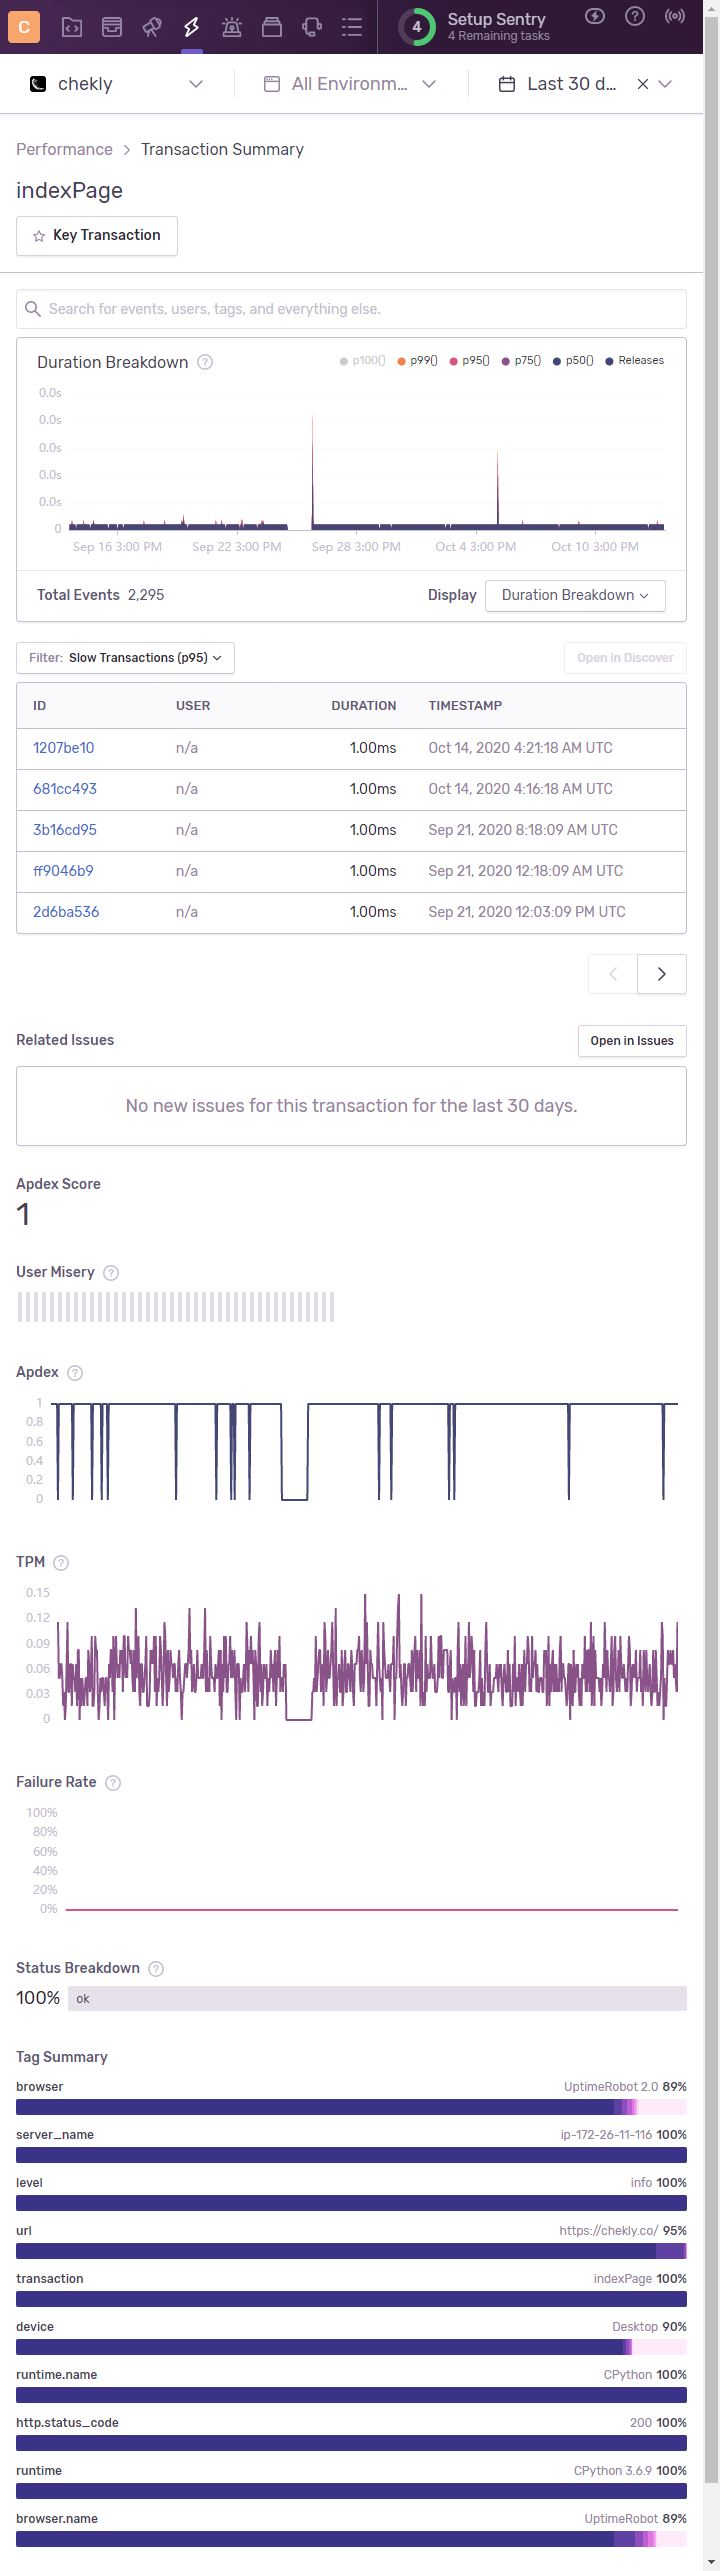 C
4
Setup Sentry
4 Remaining tasks
chekly
All Environm...
Last 30 d...
Performance > Transaction Summary
indexPage
Key Transaction
Search for events, users, tags, and everything else.
Duration Breakdown ?
p100() p99() p95() p75() p50() Releases
0.0s
0.0s
0.0s
0.0s
0.0s
0
Sep 16 3:00 PM Sep 22 3:00 PM Sep 28 3:00 PM Oct 4 3:00 PM Oct 10 3:00 PM
Total Events 2,295
Display Duration Breakdown
Filter: Slow Transactions (p95)
Open in Discover
ID USER DURATION TIMESTAMP
1207be10 n/a 1.00ms Oct 14, 2020 4:21:18 AM UTC
681cc493 n/a 1.00ms Oct 14, 2020 4:16:18 AM UTC
3b16cd95 n/a 1.00ms Sep 21, 2020 8:18:09 AM UTC
ff9046b9 n/a 1.00ms Sep 21, 2020 12:18:09 AM UTC
2d6ba536 n/a 1.00ms Sep 21, 2020 12:03:09 PM UTC
Related Issues
Open in Issues
No new issues for this transaction for the last 30 days.
Apdex Score
1
User Misery ?
Apdex ?
1
0.8
0.6
0.4
0.2
0
TPM ?
0.15
0.12
0.09
0.06
0.03
0
Failure Rate ?
100%
80%
60%
40%
20%
0%
Status Breakdown ?
100% ok
Tag Summary
browser UptimeRobot 2.0 89%
server_name ip-172-26-11-116 100%
level info 100%
url https://chekly.co/ 95%
transaction indexPage 100%
device Desktop 90%
runtime.name CPython 100%
http.status_code 200 100%
runtime CPython 3.6.9 100%
browser.name UptimeRobot 89%